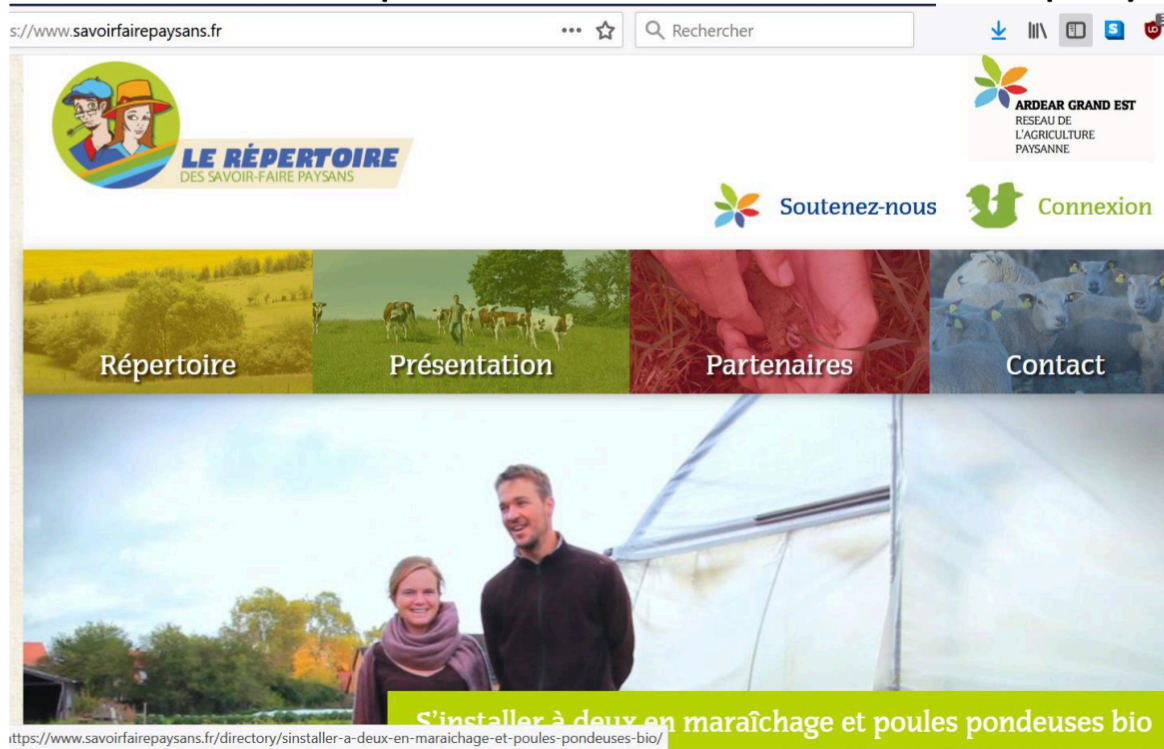 s://www.savoirfairepaysans.fr
Rechercher
LE RÉPERTOIRE
DES SAVOIR-FAIRE PAYSANS
ARDEAR GRAND EST
RESEAU DE
L'AGRICULTURE
PAYSANNE
Soutenez-nous
Connexion
Répertoire
Présentation
Partenaires
Contact
S'installer à deux en maraîchage et poules pondeuses bio
ttps://www.savoirfairepaysans.fr/directory/sinstaller-a-deux-en-maraichage-et-poules-pondeuses-bio/